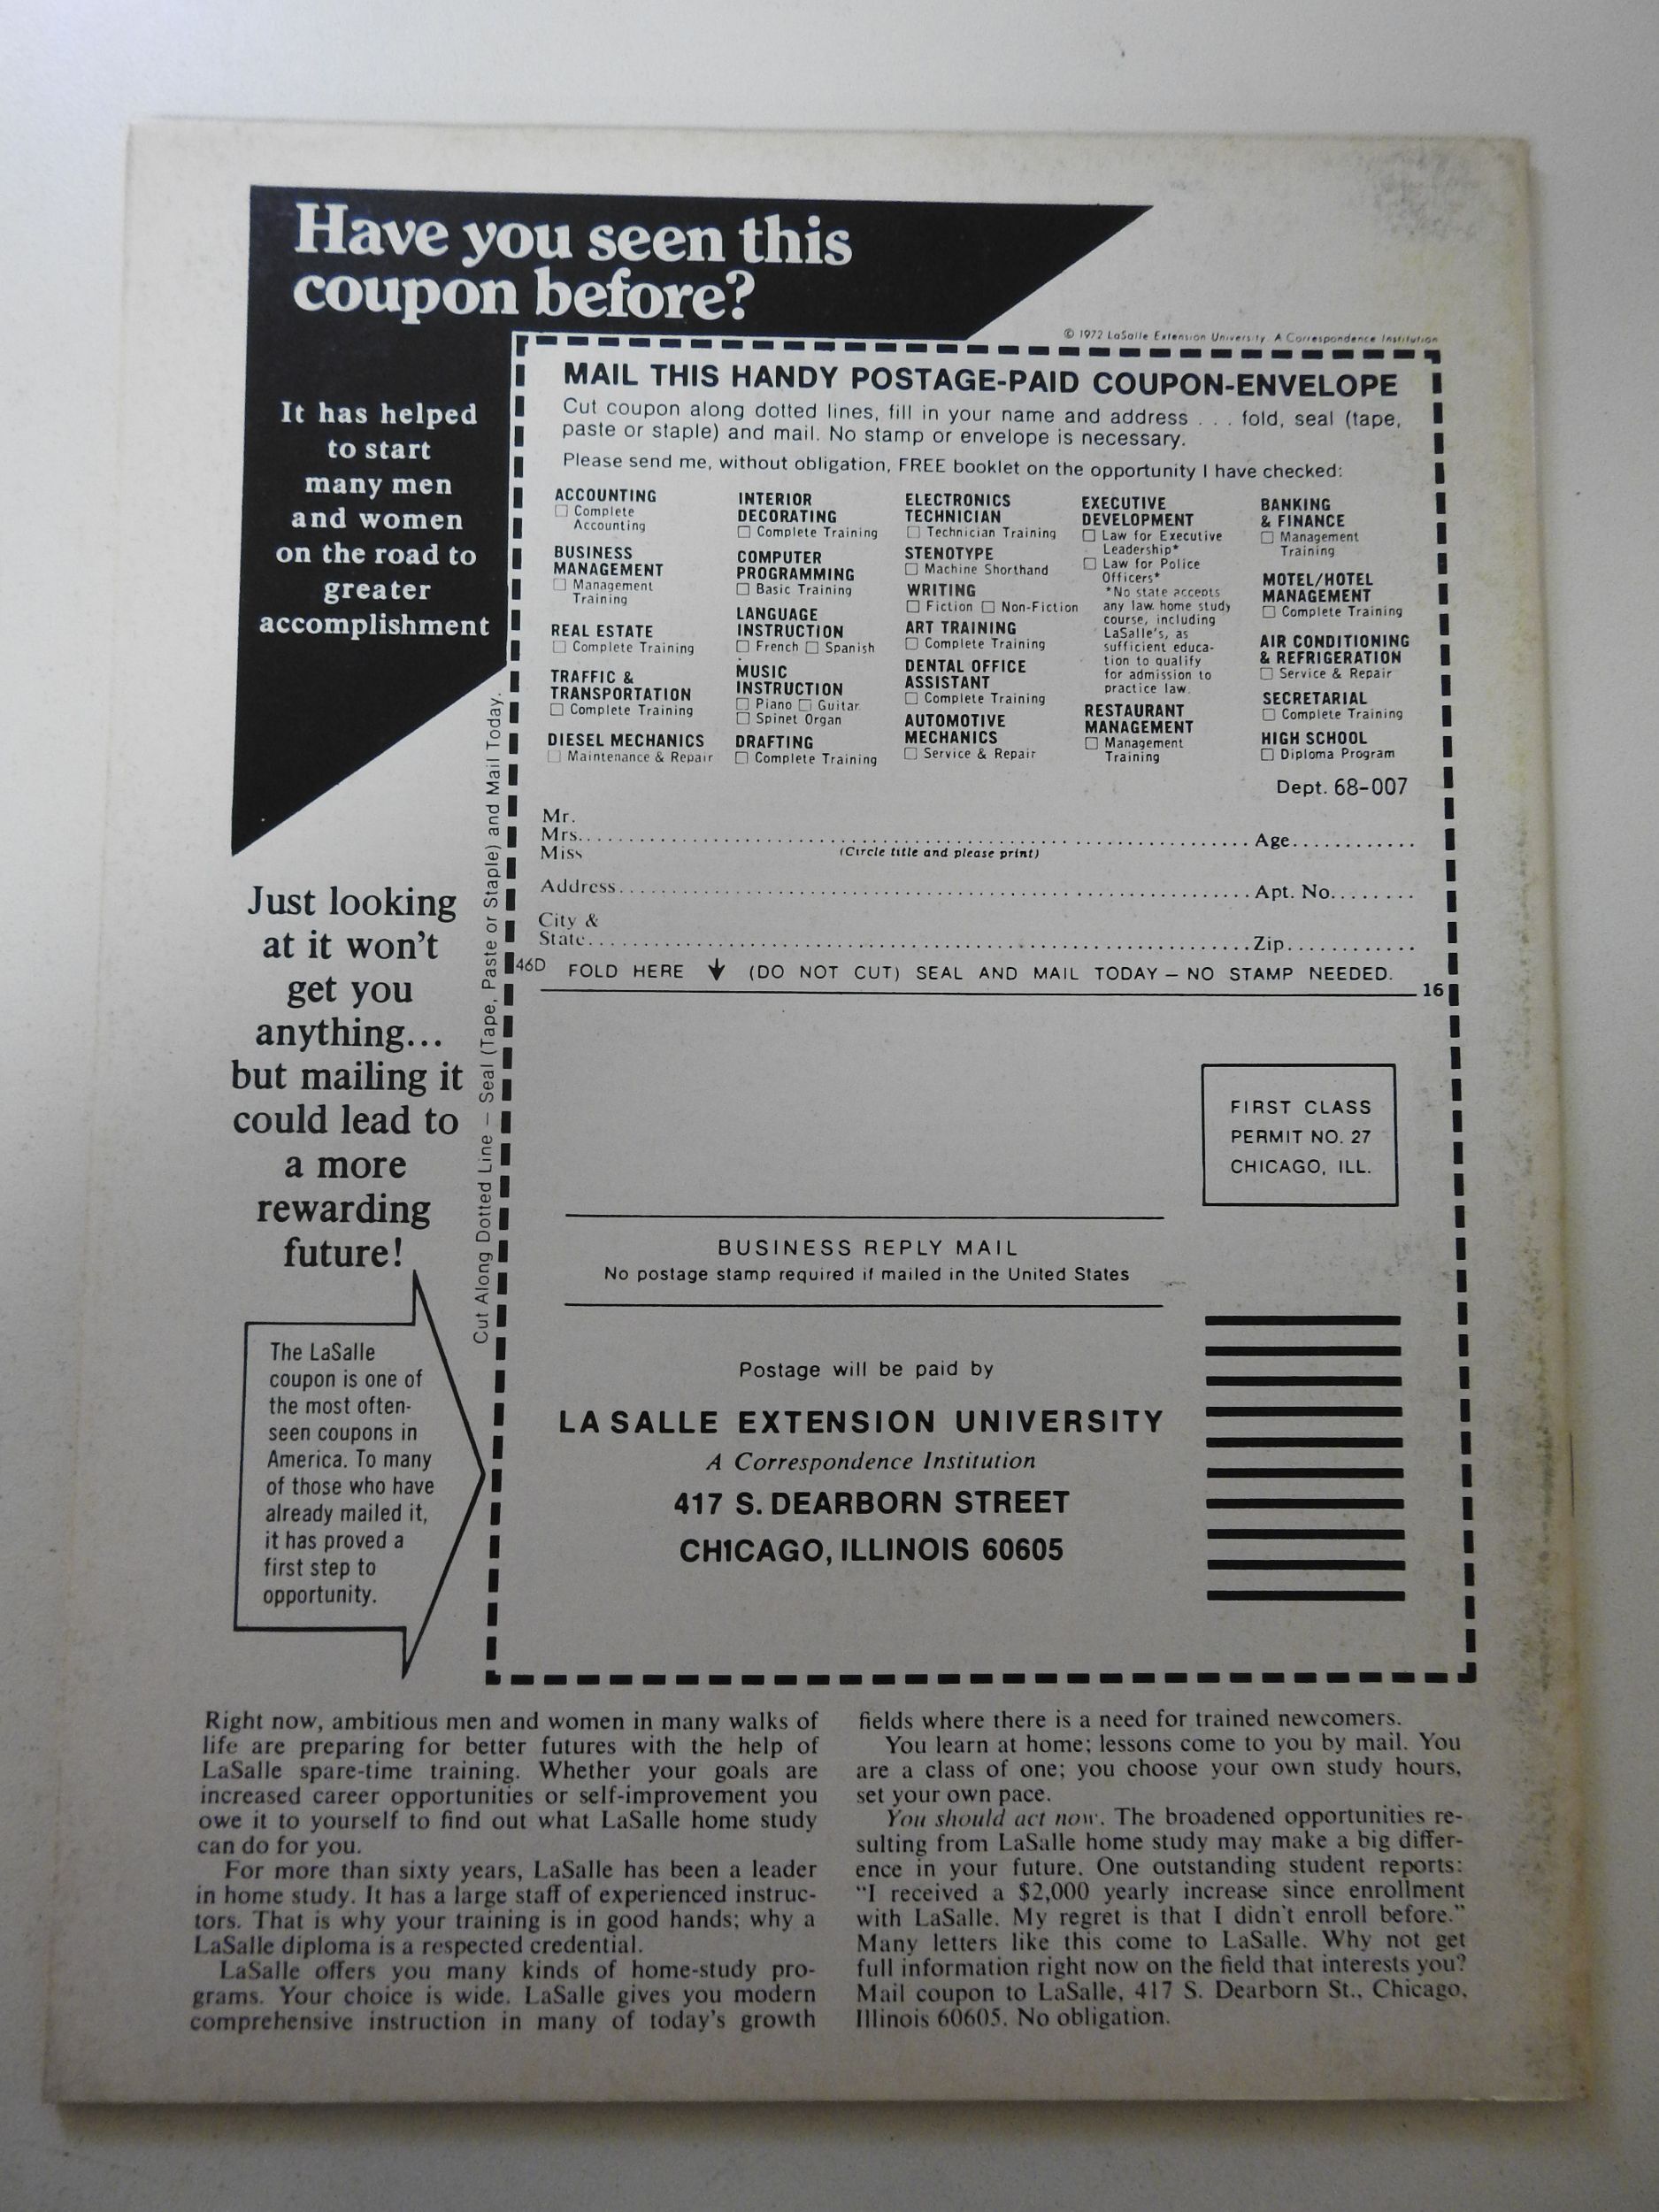 Have you seen this
coupon before?
It has helped
to start
many men
and women
on the road to
greater
accomplishment
Just looking
at it won't
get you
anything...
but mailing it
could lead to
a more
rewarding
future!
The LaSalle
coupon is one of
the most often-
seen coupons in
America. To many
of those who have
already mailed it,
it has proved a
first step to
opportunity.
Cut Along Dotted Line – Seal (Tape, Paste or Staple) and Mail Today.
© 1972 LaSalle Extension University. A Correspondence Institution
MAIL THIS HANDY POSTAGE-PAID COUPON-ENVELOPE
Cut coupon along dotted lines, fill in your name and address . . . fold, seal (tape,
paste or staple) and mail. No stamp or envelope is necessary.
Please send me, without obligation, FREE booklet on the opportunity I have checked:
ACCOUNTING
☐ Complete
Accounting
BUSINESS
MANAGEMENT
☐ Management
Training
REAL ESTATE
☐ Complete Training
TRAFFIC &
TRANSPORTATION
☐ Complete Training
DIESEL MECHANICS
☐ Maintenance & Repair
INTERIOR
DECORATING
☐ Complete Training
COMPUTER
PROGRAMMING
☐ Basic Training
LANGUAGE
INSTRUCTION
☐ French ☐ Spanish
MUSIC
INSTRUCTION
☐ Piano ☐ Guitar
☐ Spinet Organ
DRAFTING
☐ Complete Training
ELECTRONICS
TECHNICIAN
☐ Technician Training
STENOTYPE
☐ Machine Shorthand
WRITING
☐ Fiction ☐ Non-Fiction
ART TRAINING
☐ Complete Training
DENTAL OFFICE
ASSISTANT
☐ Complete Training
AUTOMOTIVE
MECHANICS
☐ Service & Repair
EXECUTIVE
DEVELOPMENT
☐ Law for Executive
Leadership*
☐ Law for Police
Officers*
*No state accepts
any law home study
course, including
LaSalle's, as
sufficient educa-
tion to qualify
for admission to
practice law.
RESTAURANT
MANAGEMENT
☐ Management
Training
BANKING
& FINANCE
☐ Management
Training
MOTEL/HOTEL
MANAGEMENT
☐ Complete Training
AIR CONDITIONING
& REFRIGERATION
☐ Service & Repair
SECRETARIAL
☐ Complete Training
HIGH SCHOOL
☐ Diploma Program
Dept. 68-007
Mr.
Mrs. Age
Miss (Circle title and please print)
Address Apt. No.
City &
State Zip
46D FOLD HERE ↓ (DO NOT CUT) SEAL AND MAIL TODAY – NO STAMP NEEDED.
16
FIRST CLASS
PERMIT NO. 27
CHICAGO, ILL.
BUSINESS REPLY MAIL
No postage stamp required if mailed in the United States
Postage will be paid by
LA SALLE EXTENSION UNIVERSITY
A Correspondence Institution
417 S. DEARBORN STREET
CHICAGO, ILLINOIS 60605
Right now, ambitious men and women in many walks of
life are preparing for better futures with the help of
LaSalle spare-time training. Whether your goals are
increased career opportunities or self-improvement you
owe it to yourself to find out what LaSalle home study
can do for you.
For more than sixty years, LaSalle has been a leader
in home study. It has a large staff of experienced instruc-
tors. That is why your training is in good hands; why a
LaSalle diploma is a respected credential.
LaSalle offers you many kinds of home-study pro-
grams. Your choice is wide. LaSalle gives you modern
comprehensive instruction in many of today's growth
fields where there is a need for trained newcomers.
You learn at home; lessons come to you by mail. You
are a class of one; you choose your own study hours,
set your own pace.
You should act now. The broadened opportunities re-
sulting from LaSalle home study may make a big differ-
ence in your future. One outstanding student reports:
"I received a $2,000 yearly increase since enrollment
with LaSalle. My regret is that I didn't enroll before."
Many letters like this come to LaSalle. Why not get
full information right now on the field that interests you?
Mail coupon to LaSalle, 417 S. Dearborn St., Chicago,
Illinois 60605. No obligation.